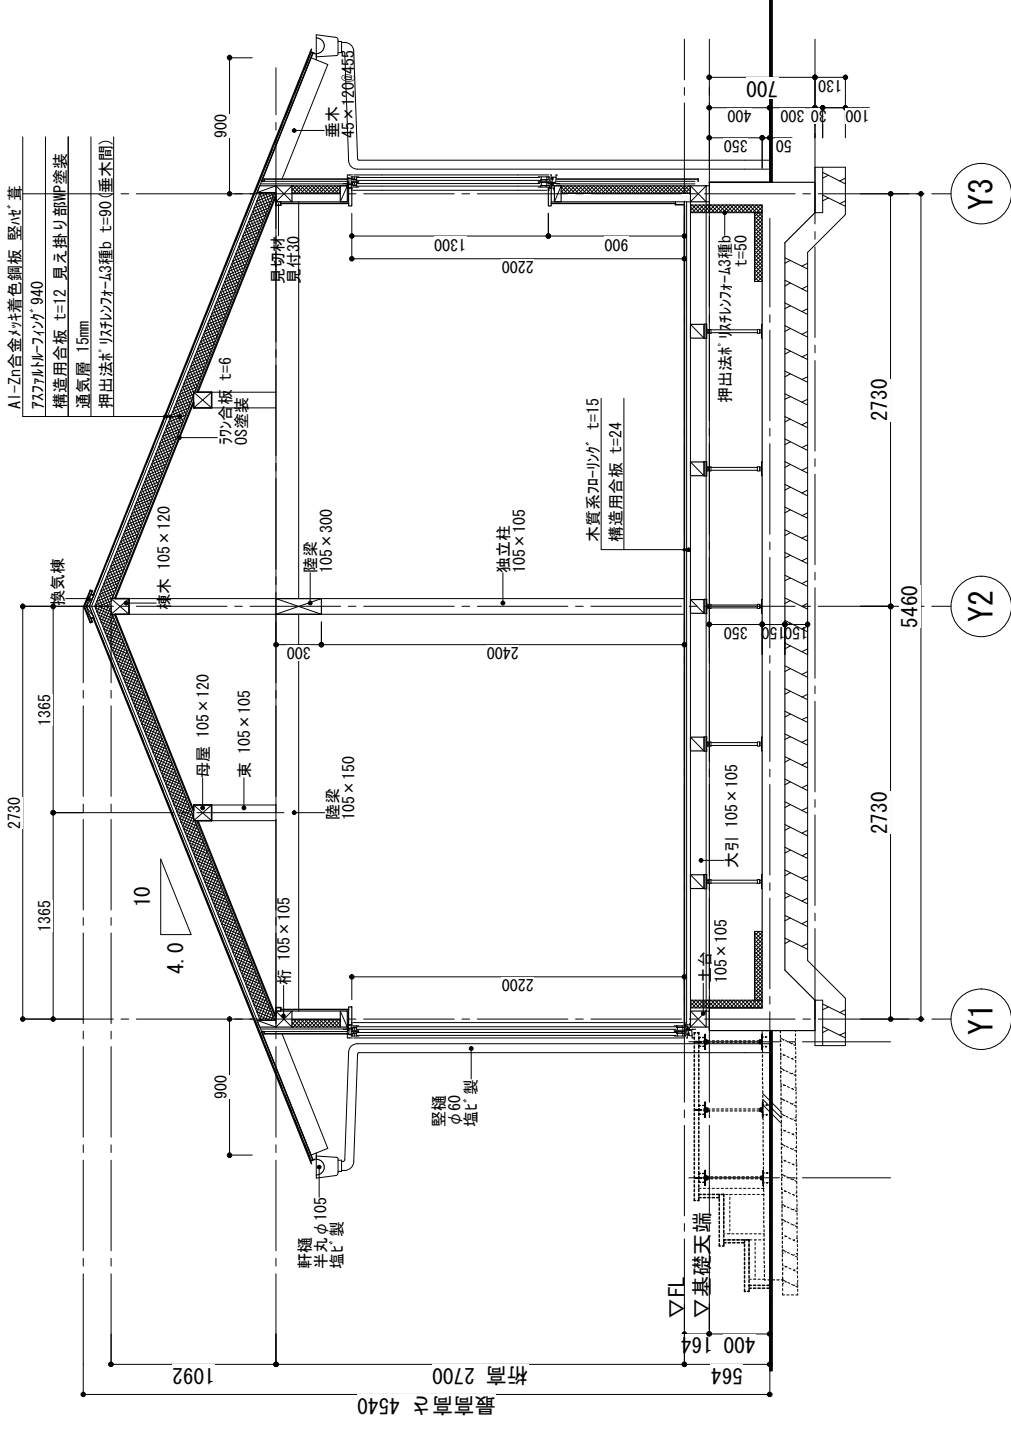 Al-Zn合金ﾒｯｷ着色鋼板 竪ﾊｾﾞ葺
ｱｽﾌｧﾙﾄﾙｰﾌｨﾝｸﾞ940
構造用合板 t=12 見え掛り部WP塗装
通気層 15mm
押出法ﾎﾟﾘｽﾁﾚﾝﾌｫｰﾑ3種b t=90(垂木間)
換気棟
2730
1365
1365
900
900
10
4.0
棟木 105×120
母屋 105×120
束 105×105
桁 105×105
ﾗﾜﾝ合板 t=6
OS塗装
垂木
45×120@455
見切材
見付30
陸梁
105×300
陸梁
105×150
独立柱
105×105
300
2400
2200
1300
900
2200
木質系ﾌﾛｰﾘﾝｸﾞ t=15
構造用合板 t=24
押出法ﾎﾟﾘｽﾁﾚﾝﾌｫｰﾑ3種b
t=50
大引 105×105
土台
105×105
竪樋
φ60
塩ﾋﾞ製
軒樋
半丸φ105
塩ﾋﾞ製
▽FL
▽基礎天端
164
400
564
桁高 2700
1092
最高高さ 4540
350
150
150
350
50
400
300
30
100
700
130
2730
2730
5460
Y1
Y2
Y3